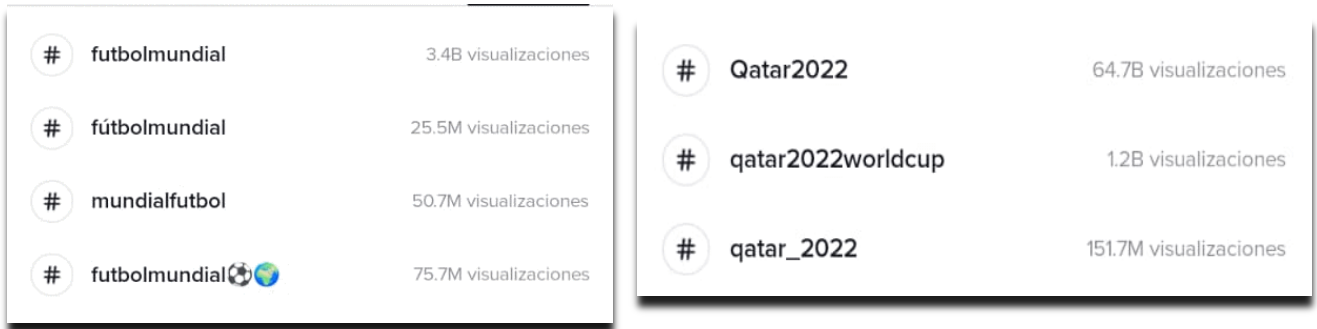 # futbolmundial 3.4B visualizaciones
# fútbolmundial 25.5M visualizaciones
# mundialfutbol 50.7M visualizaciones
# futbolmundial⚽🌍 75.7M visualizaciones
# Qatar2022 64.7B visualizaciones
# qatar2022worldcup 1.2B visualizaciones
# qatar_2022 151.7M visualizaciones